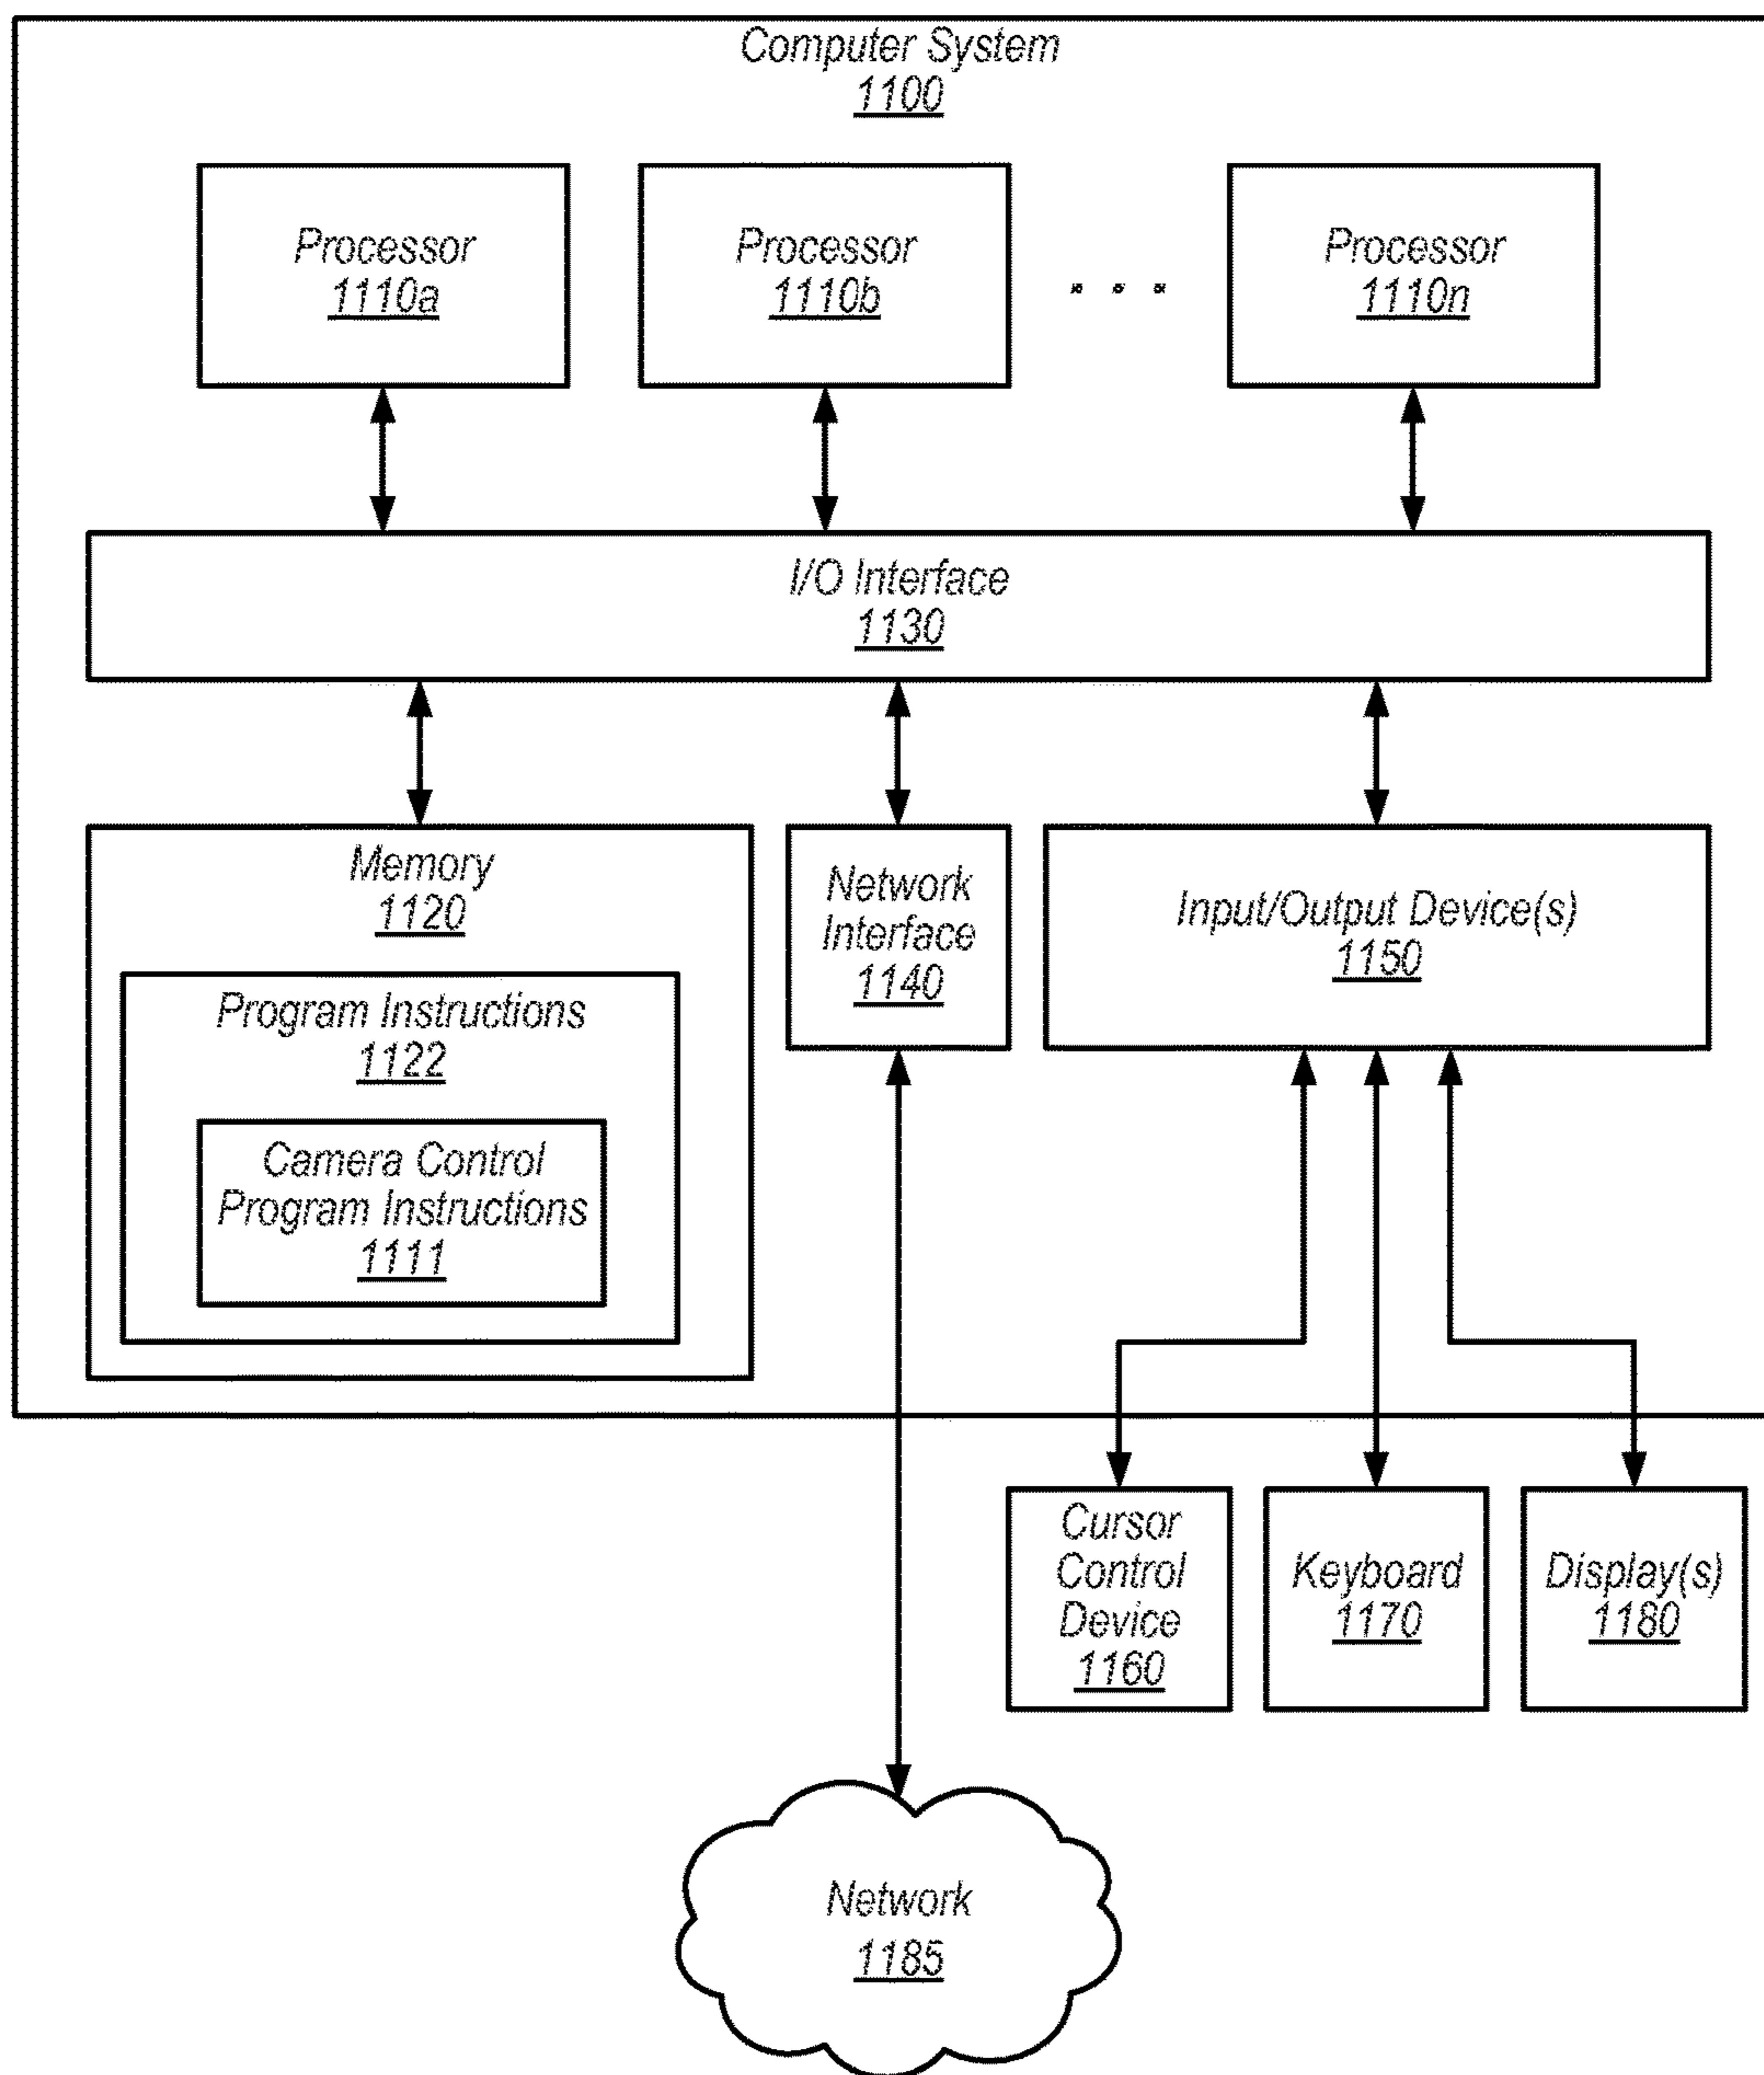 Computer System
1100
Processor
1110a
Processor
1110b
. . .
Processor
1110n
I/O Interface
1130
Memory
1120
Program Instructions
1122
Camera Control
Program Instructions
1111
Network
Interface
1140
Input/Output Device(s)
1150
Cursor
Control
Device
1160
Keyboard
1170
Display(s)
1180
Network
1185